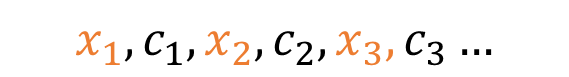 x₁, c₁, x₂, c₂, x₃, c₃ ...